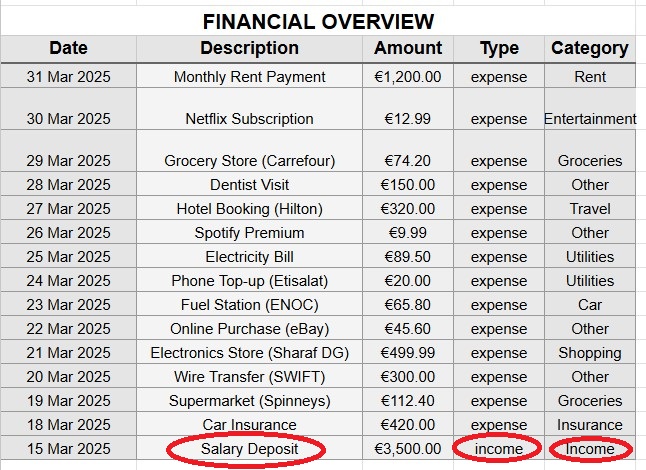 FINANCIAL OVERVIEW
Date Description Amount Type Category
31 Mar 2025 Monthly Rent Payment €1,200.00 expense Rent
30 Mar 2025 Netflix Subscription €12.99 expense Entertainment
29 Mar 2025 Grocery Store (Carrefour) €74.20 expense Groceries
28 Mar 2025 Dentist Visit €150.00 expense Other
27 Mar 2025 Hotel Booking (Hilton) €320.00 expense Travel
26 Mar 2025 Spotify Premium €9.99 expense Other
25 Mar 2025 Electricity Bill €89.50 expense Utilities
24 Mar 2025 Phone Top-up (Etisalat) €20.00 expense Utilities
23 Mar 2025 Fuel Station (ENOC) €65.80 expense Car
22 Mar 2025 Online Purchase (eBay) €45.60 expense Other
21 Mar 2025 Electronics Store (Sharaf DG) €499.99 expense Shopping
20 Mar 2025 Wire Transfer (SWIFT) €300.00 expense Other
19 Mar 2025 Supermarket (Spinneys) €112.40 expense Groceries
18 Mar 2025 Car Insurance €420.00 expense Insurance
15 Mar 2025 Salary Deposit €3,500.00 income Income